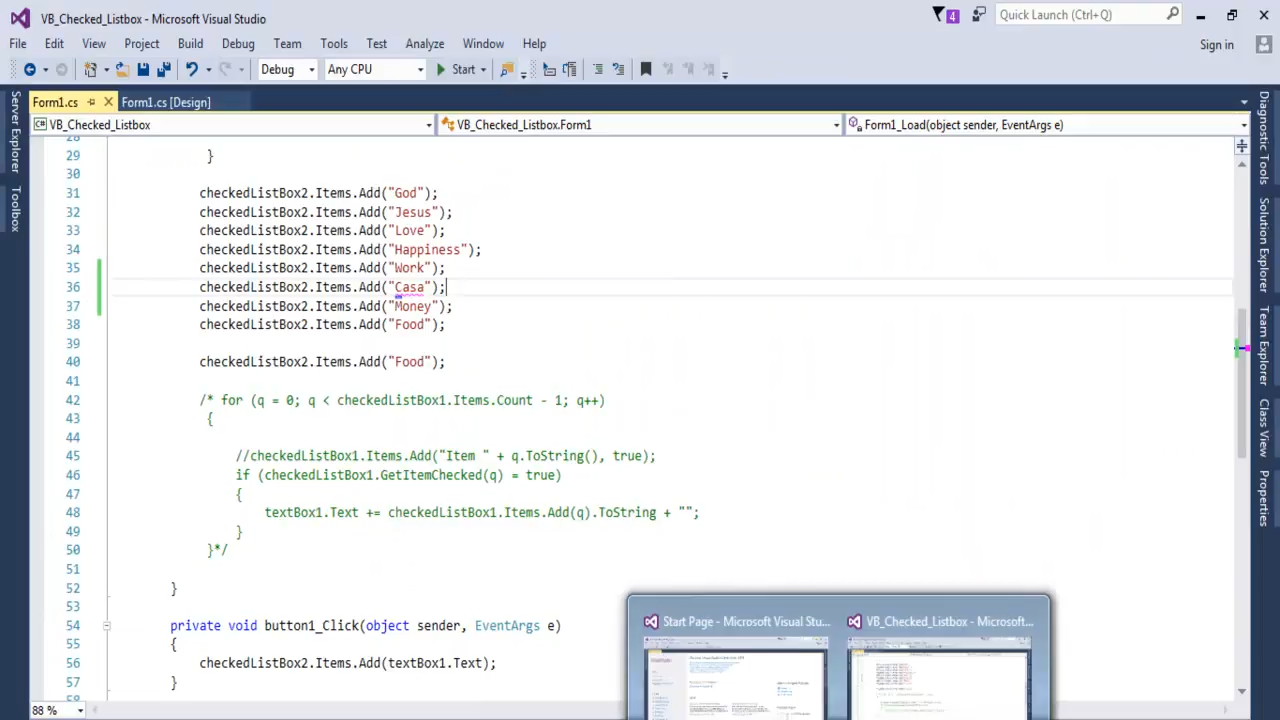 VB_Checked_Listbox - Microsoft Visual Studio
4
Quick Launch (Ctrl+Q)
File Edit View Project Build Debug Team Tools Test Analyze Window Help
Sign in
Debug Any CPU Start
Form1.cs Form1.cs [Design]
VB_Checked_Listbox VB_Checked_Listbox.Form1 Form1_Load(object sender, EventArgs e)
Server Explorer
Toolbox
28
29 }
30
31 checkedListBox2.Items.Add("God");
32 checkedListBox2.Items.Add("Jesus");
33 checkedListBox2.Items.Add("Love");
34 checkedListBox2.Items.Add("Happiness");
35 checkedListBox2.Items.Add("Work");
36 checkedListBox2.Items.Add("Casa");
37 checkedListBox2.Items.Add("Money");
38 checkedListBox2.Items.Add("Food");
39
40 checkedListBox2.Items.Add("Food");
41
42 /* for (q = 0; q < checkedListBox1.Items.Count - 1; q++)
43 {
44
45 //checkedListBox1.Items.Add("Item " + q.ToString(), true);
46 if (checkedListBox1.GetItemChecked(q) = true)
47 {
48 textBox1.Text += checkedListBox1.Items.Add(q).ToString + "";
49 }
50 }*/
51
52 }
53
54 private void button1_Click(object sender, EventArgs e)
55 {
56 checkedListBox2.Items.Add(textBox1.Text);
57 }
88 %
Diagnostic Tools
Solution Explorer
Team Explorer
Class View
Properties
Start Page - Microsoft Visual Stu...
VB_Checked_Listbox - Microsoft...